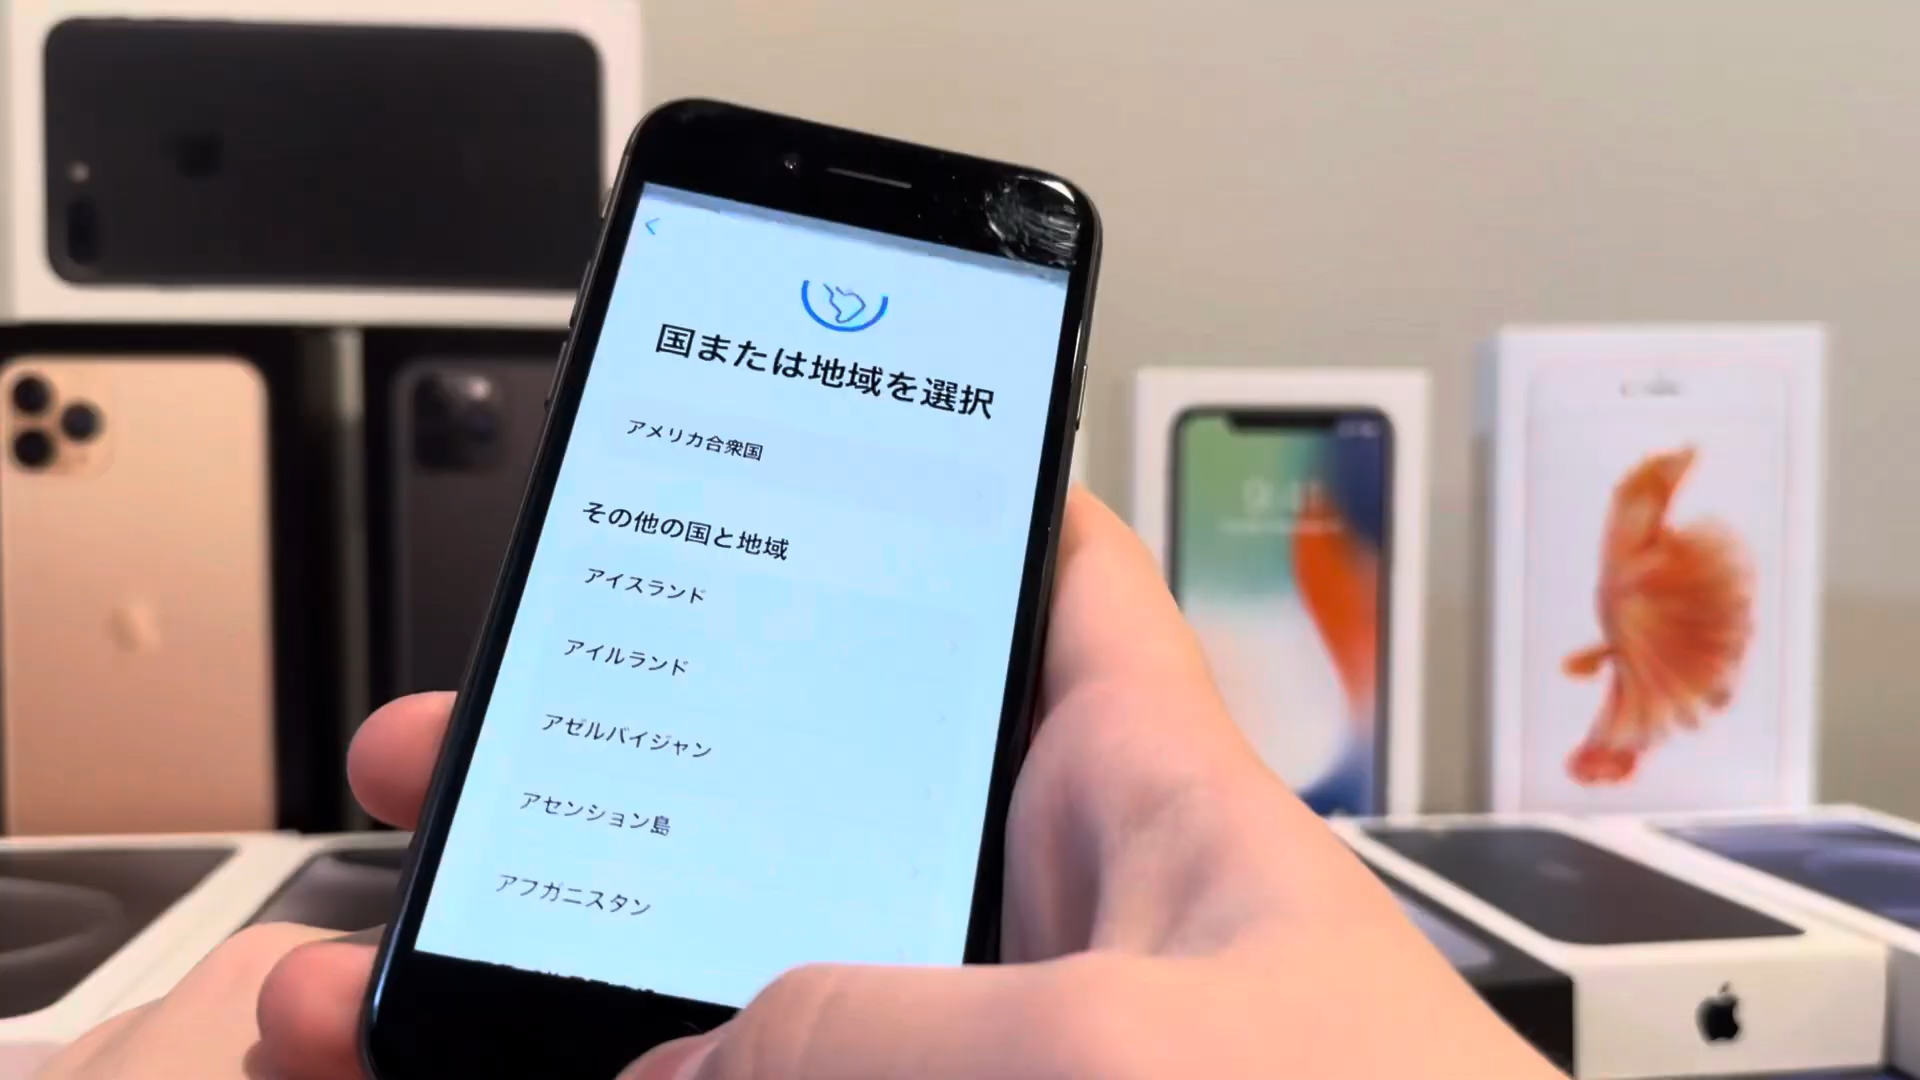 国または地域を選択
アメリカ合衆国
その他の国と地域
アイスランド
アイルランド
アゼルバイジャン
アセンション島
アフガニスタン